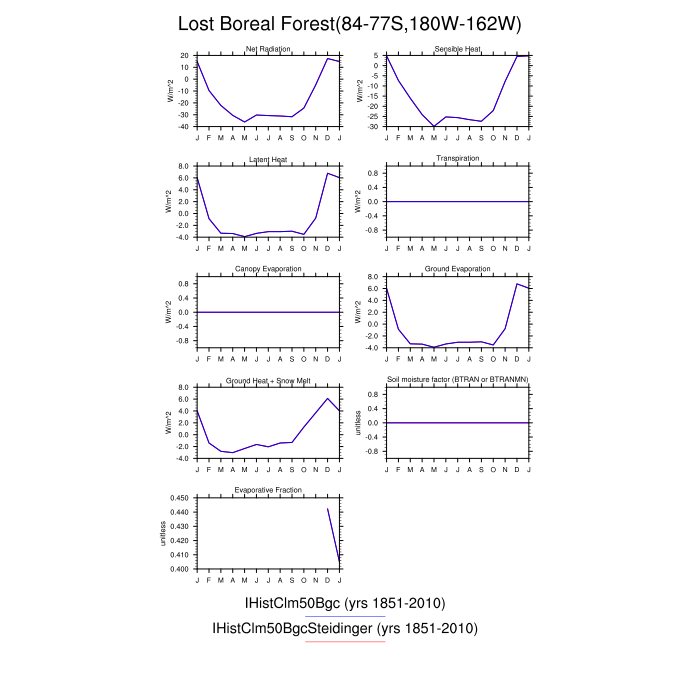 Lost Boreal Forest(84-77S,180W-162W)
Net Radiation
W/m^2
20
10
0
-10
-20
-30
-40
J F M A M J J A S O N D J
Sensible Heat
W/m^2
5
0
-5
-10
-15
-20
-25
-30
J F M A M J J A S O N D J
Latent Heat
W/m^2
8.0
6.0
4.0
2.0
0.0
-2.0
-4.0
J F M A M J J A S O N D J
Transpiration
W/m^2
0.8
0.4
0.0
-0.4
-0.8
J F M A M J J A S O N D J
Canopy Evaporation
W/m^2
0.8
0.4
0.0
-0.4
-0.8
J F M A M J J A S O N D J
Ground Evaporation
W/m^2
8.0
6.0
4.0
2.0
0.0
-2.0
-4.0
J F M A M J J A S O N D J
Ground Heat + Snow Melt
W/m^2
8.0
6.0
4.0
2.0
0.0
-2.0
-4.0
J F M A M J J A S O N D J
Soil moisture factor (BTRAN or BTRANMN)
unitless
0.8
0.4
0.0
-0.4
-0.8
J F M A M J J A S O N D J
Evaporative Fraction
unitless
0.450
0.440
0.430
0.420
0.410
0.400
J F M A M J J A S O N D J
IHistClm50Bgc (yrs 1851-2010)
IHistClm50BgcSteidinger (yrs 1851-2010)